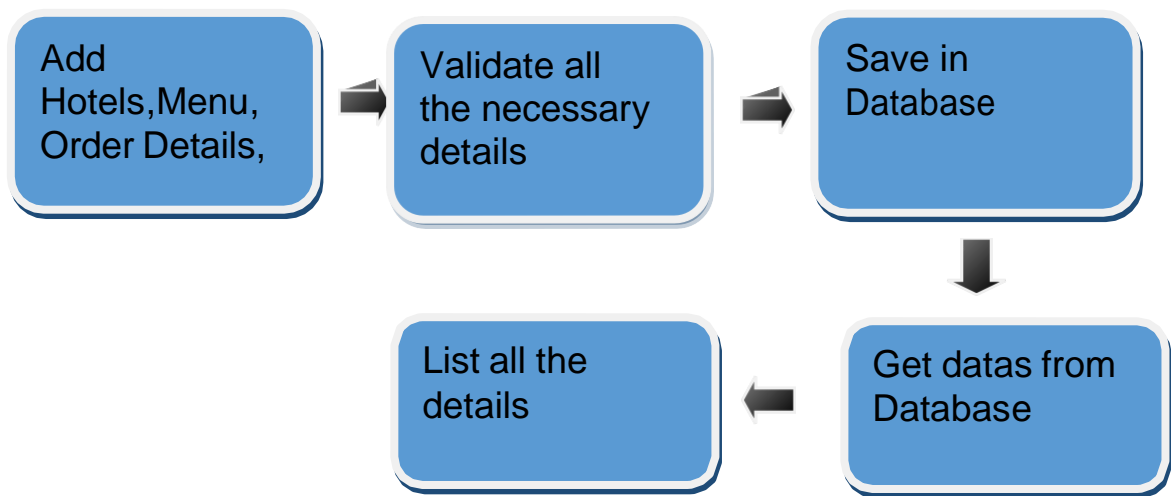 Add
Hotels,Menu,
Order Details,
Validate all
the necessary
details
Save in
Database
Get datas from
Database
List all the
details